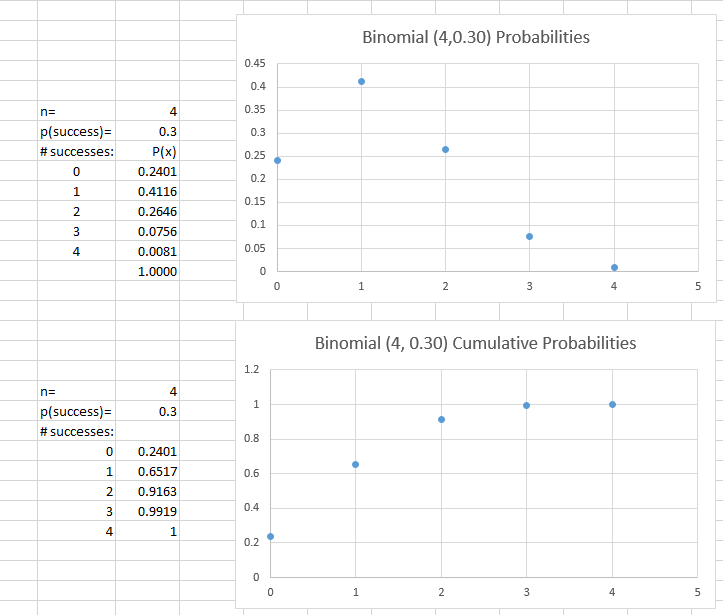 Binomial (4,0.30) Probabilities
0.45
0.4
0.35
0.3
0.25
0.2
0.15
0.1
0.05
0
0 1 2 3 4 5
n= 4
p(success)= 0.3
# successes: P(x)
0 0.2401
1 0.4116
2 0.2646
3 0.0756
4 0.0081
1.0000
Binomial (4, 0.30) Cumulative Probabilities
1.2
1
0.8
0.6
0.4
0.2
0
0 1 2 3 4 5
n= 4
p(success)= 0.3
# successes:
0 0.2401
1 0.6517
2 0.9163
3 0.9919
4 1